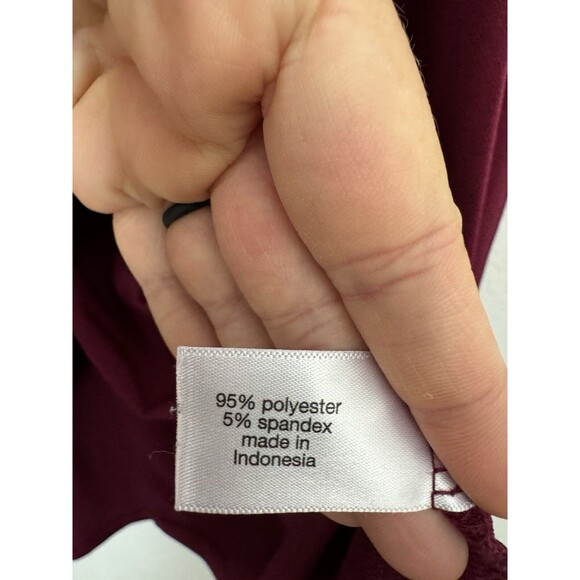 95% polyester
5% spandex
made in
Indonesia